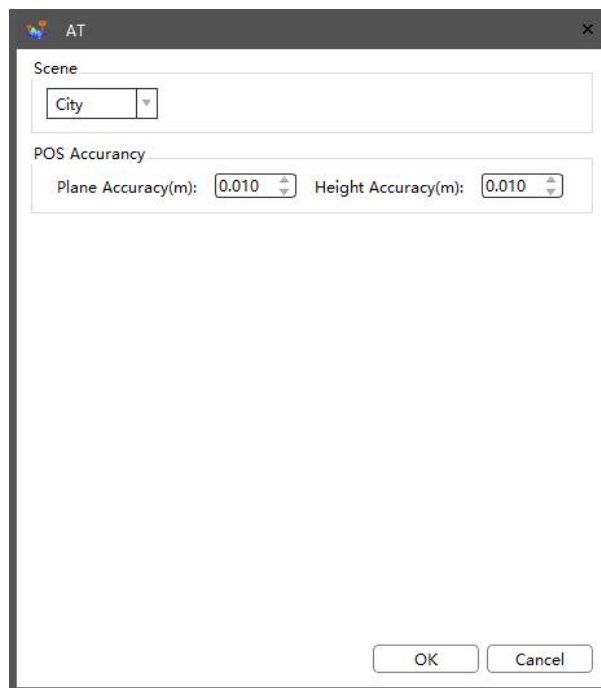 AT
Scene
City
POS Accurancy
Plane Accuracy(m): 0.010 Height Accuracy(m): 0.010
OK Cancel